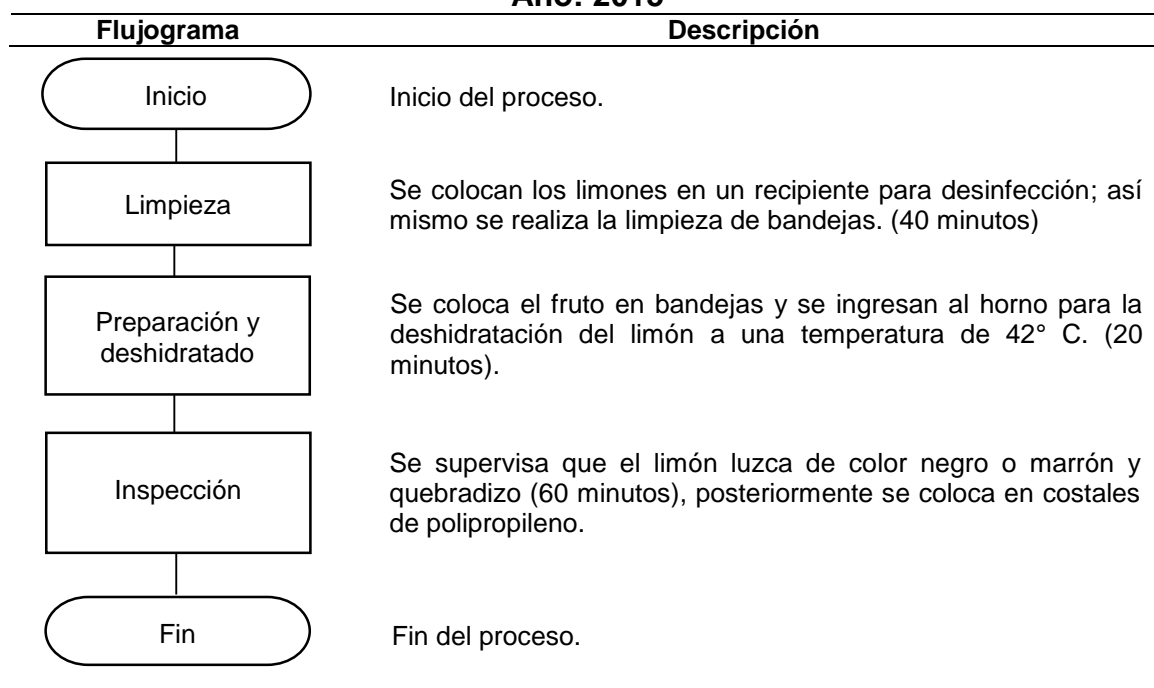 Año: 2018
Flujograma Descripción
Inicio
Inicio del proceso.
Limpieza
Se colocan los limones en un recipiente para desinfección; así
mismo se realiza la limpieza de bandejas. (40 minutos)
Preparación y
deshidratado
Se coloca el fruto en bandejas y se ingresan al horno para la
deshidratación del limón a una temperatura de 42° C. (20
minutos).
Inspección
Se supervisa que el limón luzca de color negro o marrón y
quebradizo (60 minutos), posteriormente se coloca en costales
de polipropileno.
Fin
Fin del proceso.